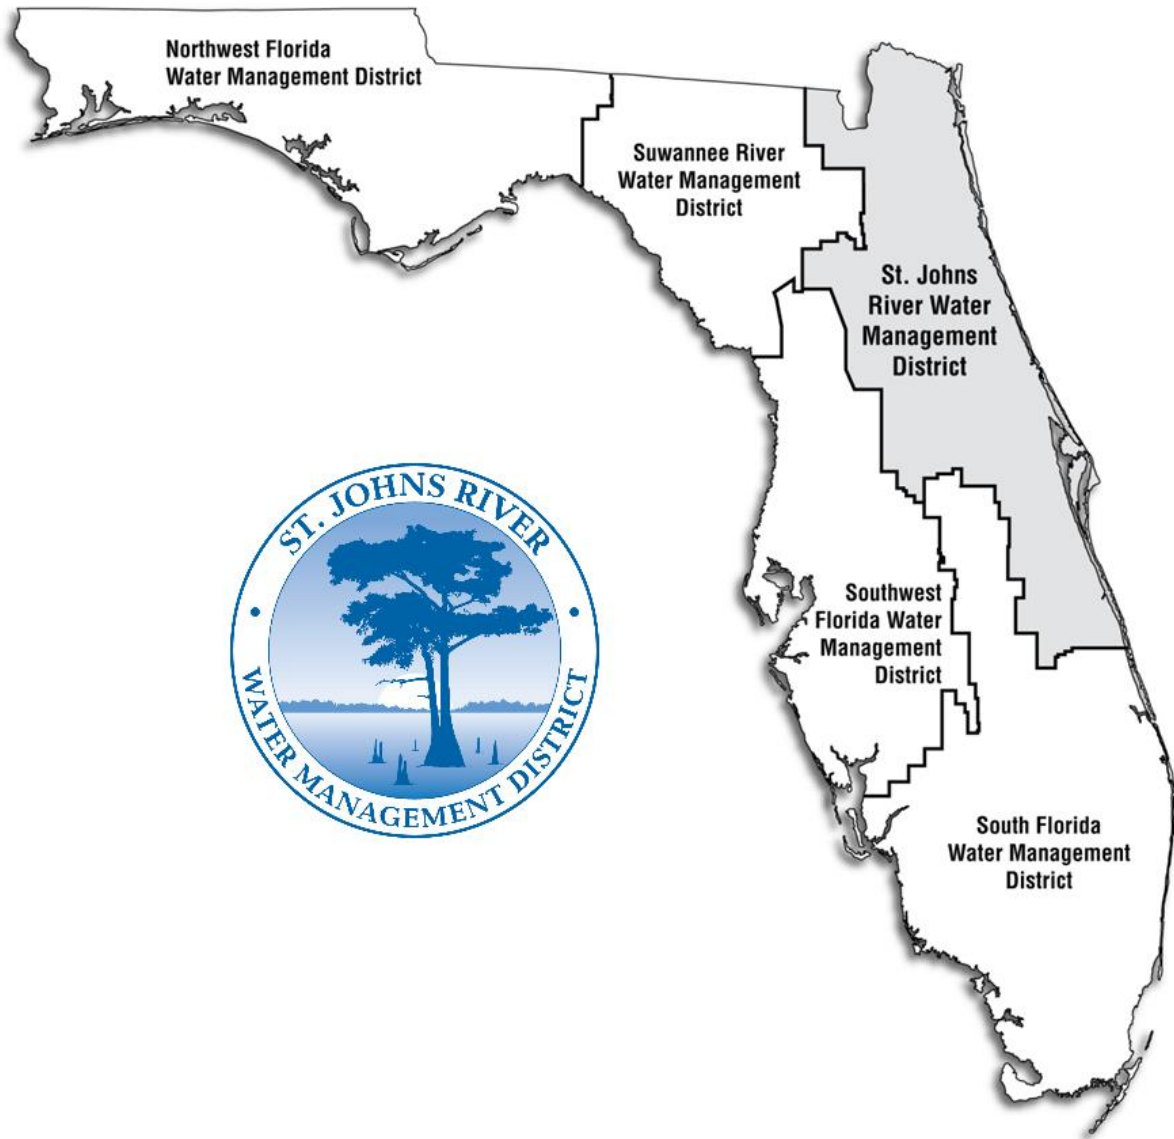 Northwest Florida
Water Management District
Suwannee River
Water Management
District
St. Johns
River Water
Management
District
ST. JOHNS RIVER
WATER MANAGEMENT DISTRICT
Southwest
Florida Water
Management
District
South Florida
Water Management
District